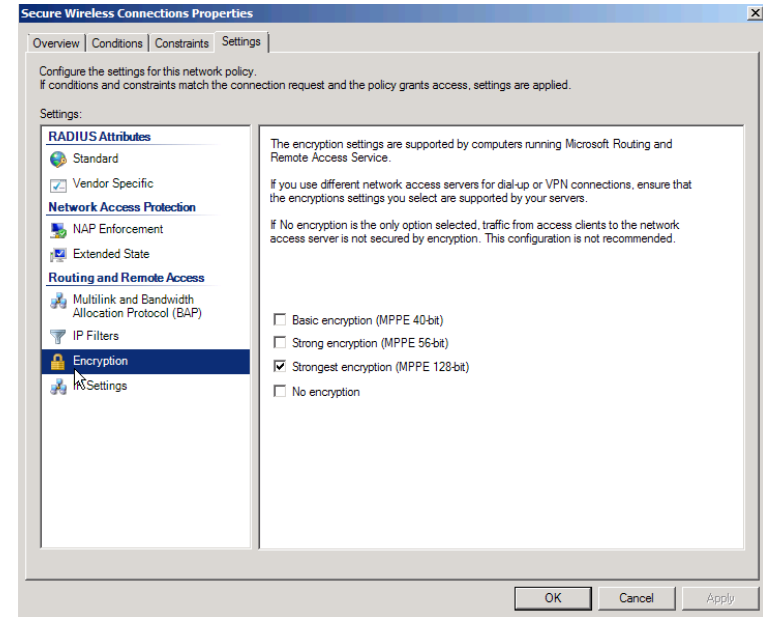 Secure Wireless Connections Properties
Overview
Conditions
Constraints
Settings
Configure the settings for this network policy.
If conditions and constraints match the connection request and the policy grants access, settings are applied.
Settings:
RADIUS Attributes
Standard
Vendor Specific
Network Access Protection
NAP Enforcement
Extended State
Routing and Remote Access
Multilink and Bandwidth
Allocation Protocol (BAP)
IP Filters
Encryption
Settings
The encryption settings are supported by computers running Microsoft Routing and
Remote Access Service.
If you use different network access servers for dial-up or VPN connections, ensure that
the encryptions settings you select are supported by your servers.
If No encryption is the only option selected, traffic from access clients to the network
access server is not secured by encryption. This configuration is not recommended.
Basic encryption (MPPE 40-bit)
Strong encryption (MPPE 56-bit)
Strongest encryption (MPPE 128-bit)
No encryption
OK
Cancel
Apply